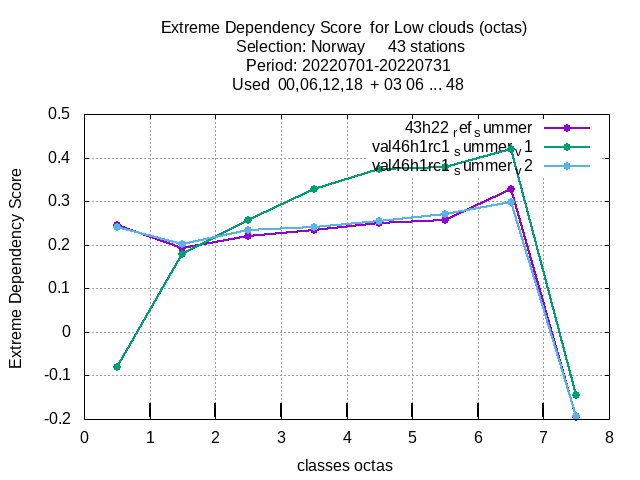 Extreme Dependency Score for Low clouds (octas)
Selection: Norway 43 stations
Period: 20220701-20220731
Used 00,06,12,18 + 03 06 ... 48
0.5
0.4
0.3
0.2
0.1
0
-0.1
-0.2
Extreme Dependency Score
43h22 ref summer
val46h1rc1 summer v1
val46h1rc1 summer v2
0 1 2 3 4 5 6 7 8
classes octas